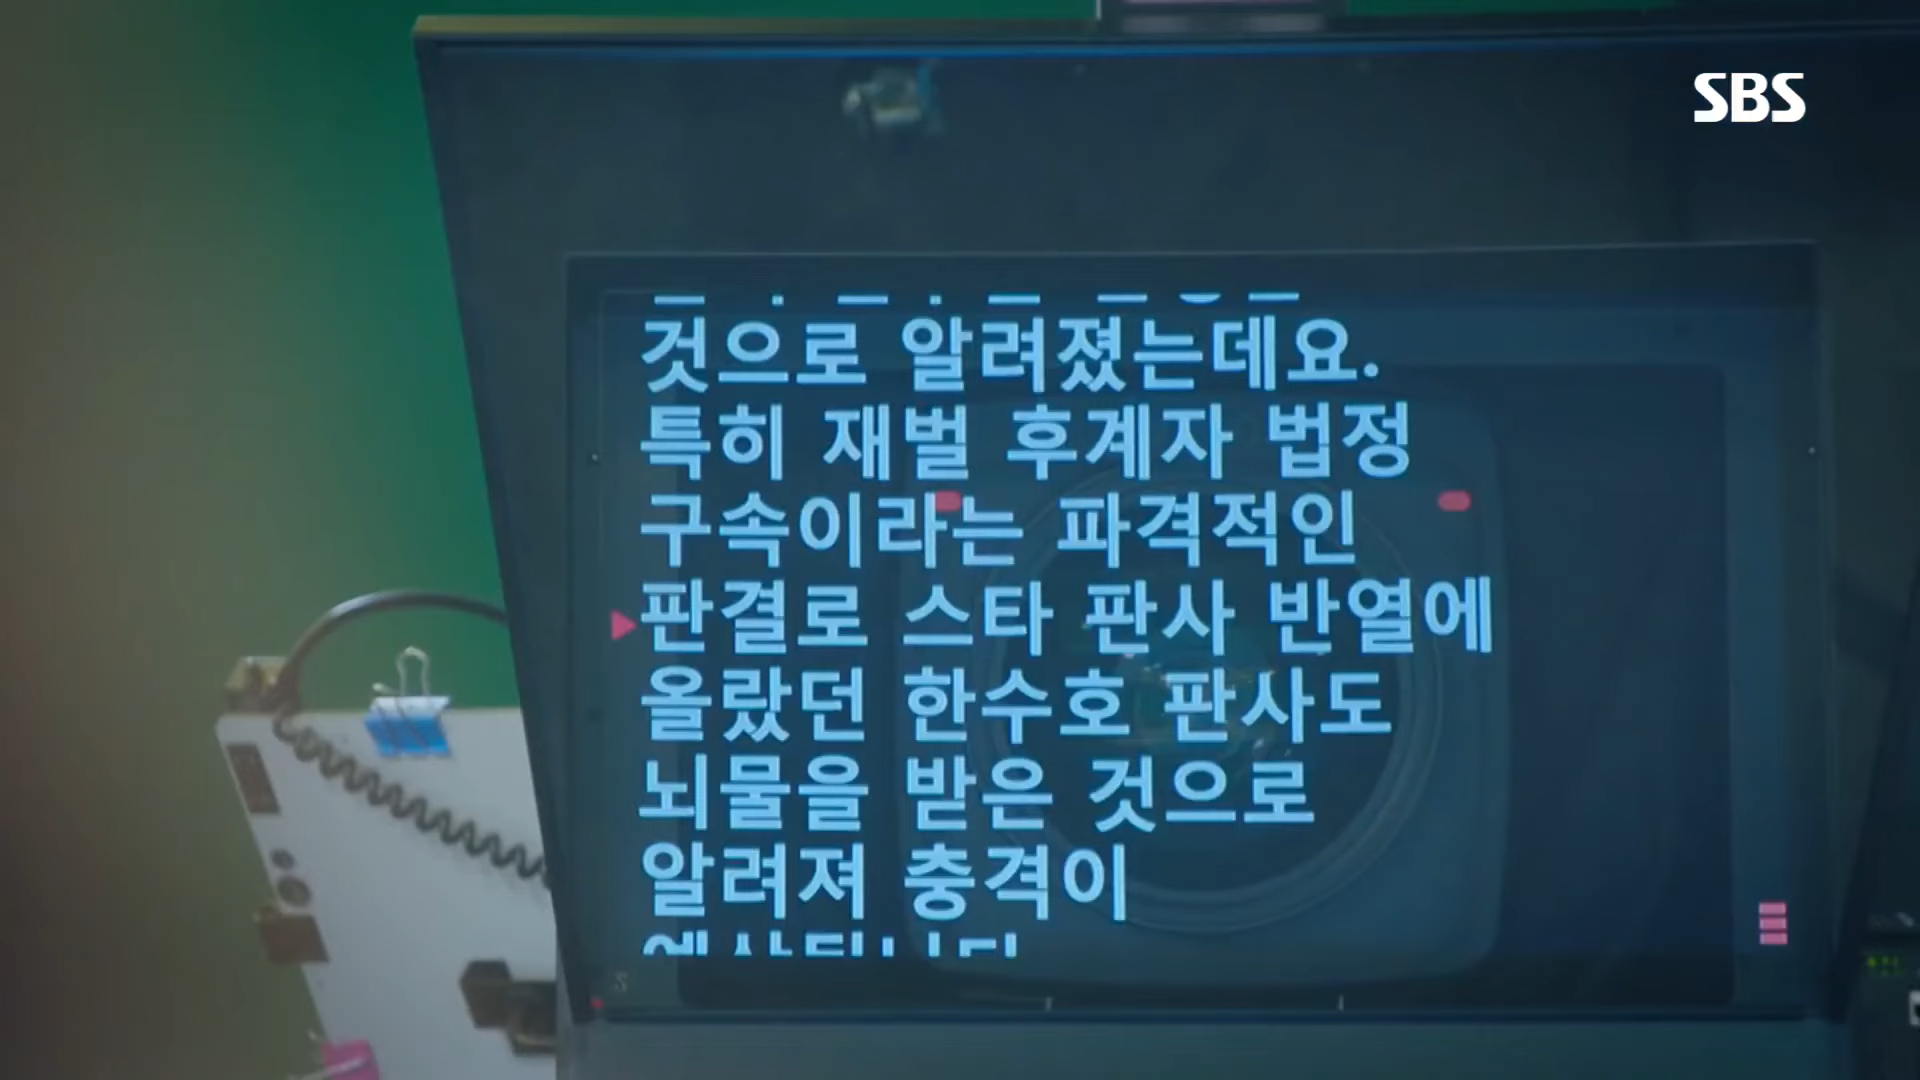 SBS
것으로 알려졌는데요.
특히 재벌 후계자 법정
구속이라는 파격적인
판결로 스타 판사 반열에
올랐던 한수호 판사도
뇌물을 받은 것으로
알려져 충격이